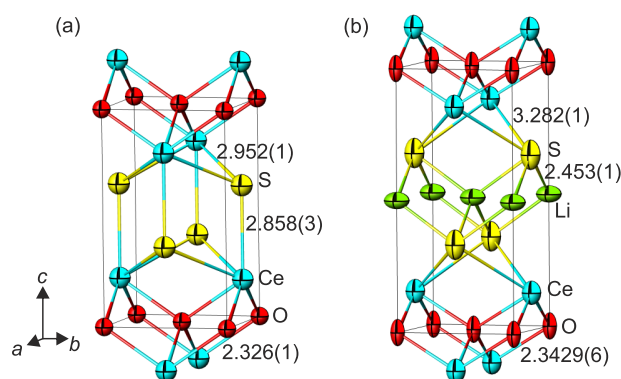 (a)
(b)
3.282(1)
2.952(1)
S
S
2.453(1)
2.858(3)
Li
Ce
Ce
c
O
O
a
b
2.326(1)
2.3429(6)